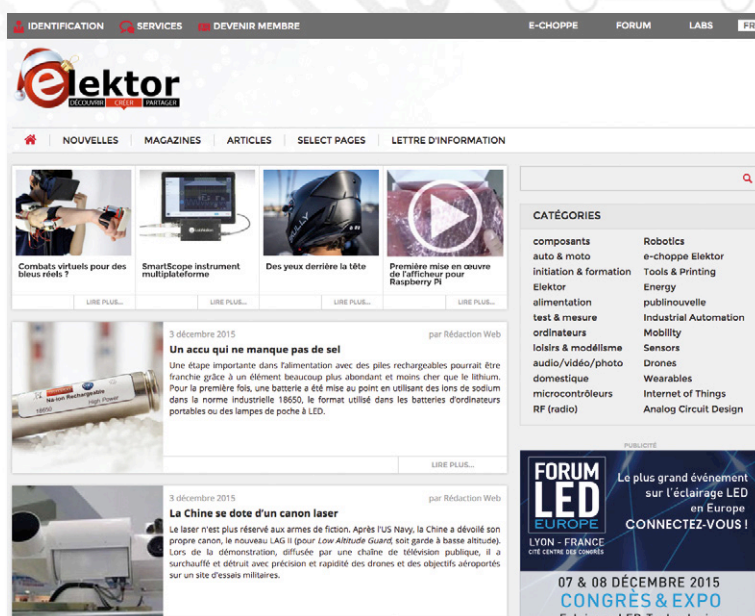 IDENTIFICATION SERVICES DEVENIR MEMBRE E-CHOPPE FORUM LABS FR
elektor
DÉCOUVRIR CRÉER PARTAGER
NOUVELLES MAGAZINES ARTICLES SELECT PAGES LETTRE D'INFORMATION
Combats virtuels pour des
bleus réels ?
LIRE PLUS...
SmartScope instrument
multiplateforme
LIRE PLUS...
Des yeux derrière la tête
LIRE PLUS...
Première mise en œuvre
de l'afficheur pour
Raspberry Pi
LIRE PLUS...
3 décembre 2015 par Rédaction Web
Un accu qui ne manque pas de sel
Une étape importante dans l'alimentation avec des piles rechargeables pourrait être
franchie grâce à un élément beaucoup plus abondant et moins cher que le lithium.
Pour la première fois, une batterie a été mise au point en utilisant des ions de sodium
dans la norme industrielle 18650, le format utilisé dans les batteries d'ordinateurs
portables ou des lampes de poche à LED.
Na-ion Rechargeable
18650 High Power
LIRE PLUS...
3 décembre 2015 par Rédaction Web
La Chine se dote d'un canon laser
Le laser n'est plus réservé aux armes de fiction. Après l'US Navy, la Chine a dévoilé son
propre canon, le nouveau LAG II (pour Low Altitude Guard, soit garde à basse altitude).
Lors de la démonstration, diffusée par une chaîne de télévision publique, il a
surchauffé et détruit avec précision et rapidité des drones et des objectifs aéroportés
sur un site d'essais militaires.
CATÉGORIES
composants
auto & moto
initiation & formation
Elektor
alimentation
test & mesure
ordinateurs
loisirs & modélisme
audio/vidéo/photo
domestique
microcontrôleurs
RF (radio)
Robotics
e-choppe Elektor
Tools & Printing
Energy
publinouvelle
Industrial Automation
Mobility
Sensors
Drones
Wearables
Internet of Things
Analog Circuit Design
PUBLICITÉ
FORUM
LED
EUROPE
LYON - FRANCE
CITÉ CENTRE DES CONGRÈS
Le plus grand événement
sur l'éclairage LED
en Europe
CONNECTEZ-VOUS !
07 & 08 DÉCEMBRE 2015
CONGRÈS & EXPO